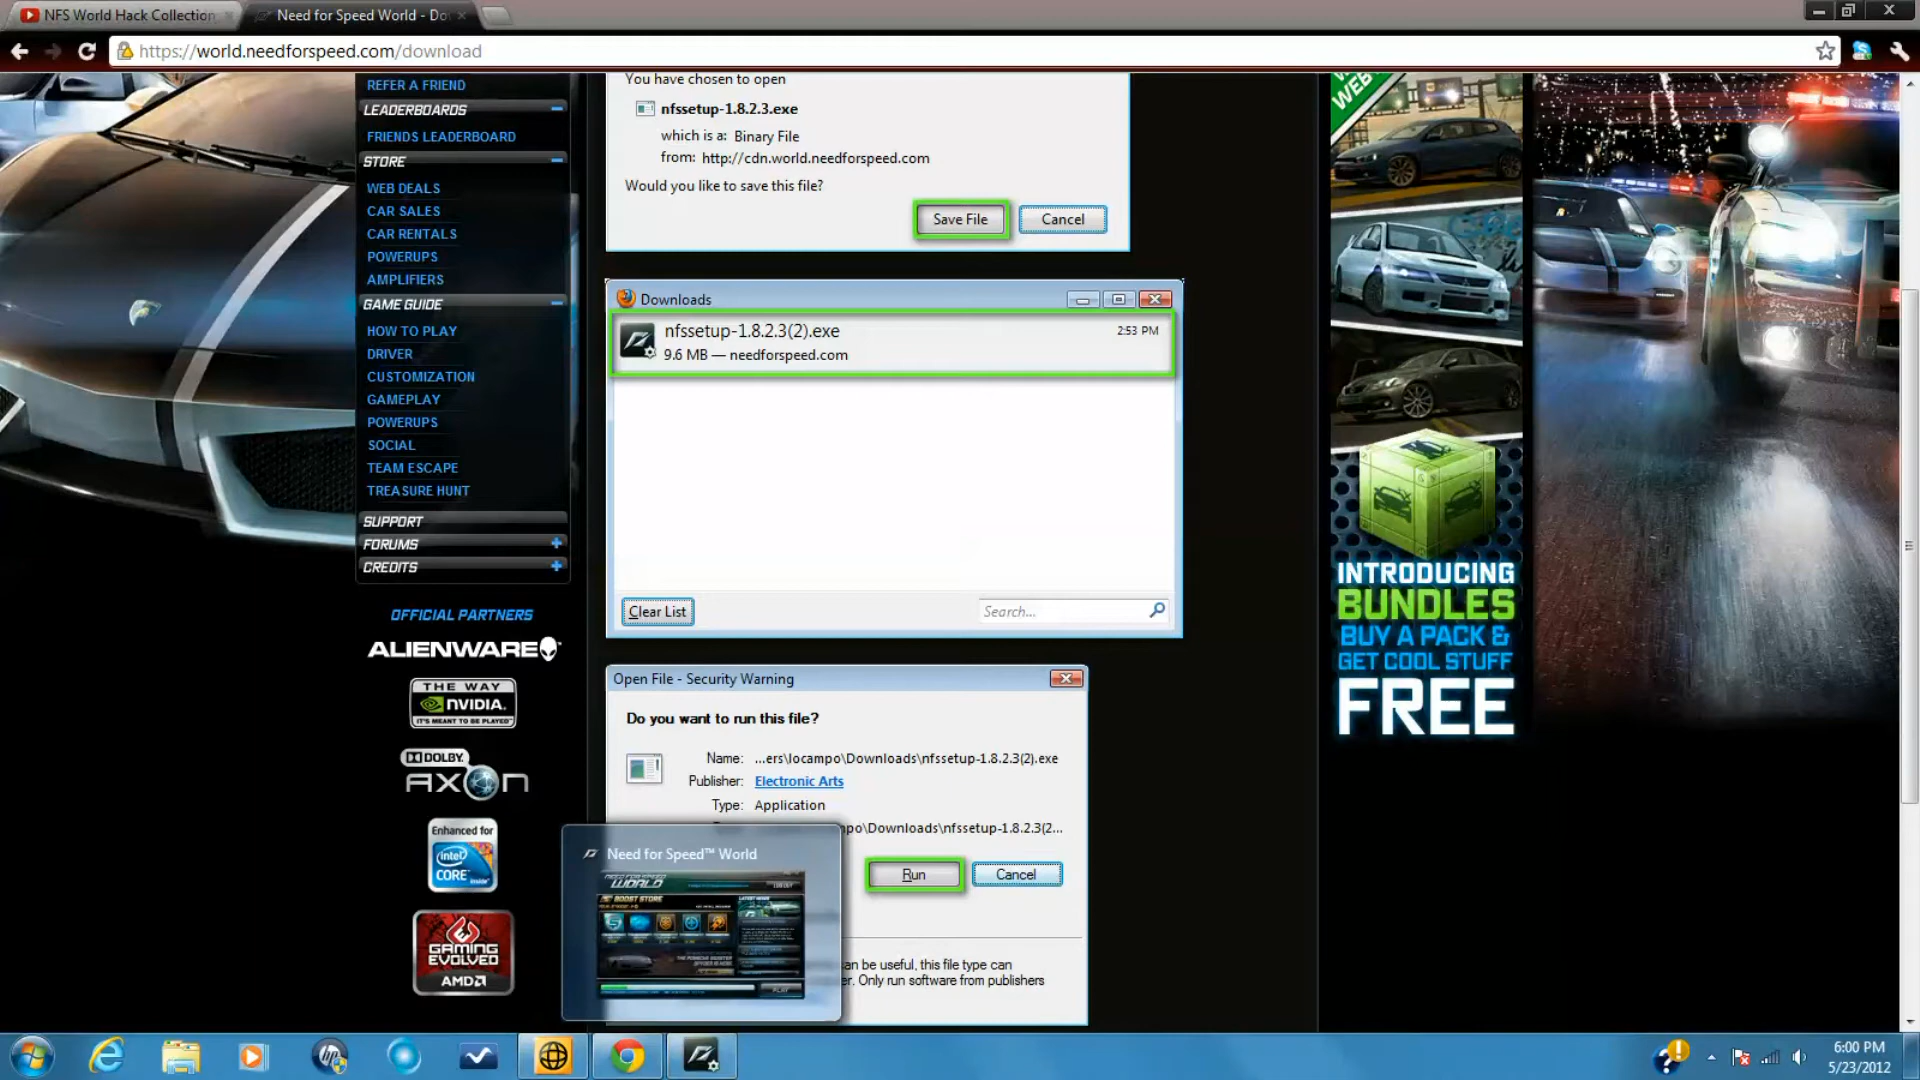 NFS World Hack Collection
Need for Speed World - Do
https://world.needforspeed.com/download
REFER A FRIEND
LEADERBOARDS
FRIENDS LEADERBOARD
STORE
WEB DEALS
CAR SALES
CAR RENTALS
POWERUPS
AMPLIFIERS
GAME GUIDE
HOW TO PLAY
DRIVER
CUSTOMIZATION
GAMEPLAY
POWERUPS
SOCIAL
TEAM ESCAPE
TREASURE HUNT
SUPPORT
FORUMS
CREDITS
OFFICIAL PARTNERS
ALIENWARE
THE WAY
NVIDIA.
IT'S MEANT TO BE PLAYED
DOLBY.
AXON
Enhanced for
intel
CORE
inside
GAMING
EVOLVED
AMD
You have chosen to open
nfssetup-1.8.2.3.exe
which is a: Binary File
from: http://cdn.world.needforspeed.com
Would you like to save this file?
Save File
Cancel
Downloads
nfssetup-1.8.2.3(2).exe
2:53 PM
9.6 MB — needforspeed.com
Clear List
Search...
Open File - Security Warning
Do you want to run this file?
Name: ...ers\locampo\Downloads\nfssetup-1.8.2.3(2).exe
Publisher: Electronic Arts
Type: Application
po\Downloads\nfssetup-1.8.2.3(2...
Run
Cancel
can be useful, this file type can
er. Only run software from publishers
Need for Speed™ World
WORLD
BOOST STORE
PLAY
WEB
INTRODUCING
BUNDLES
BUY A PACK &
GET COOL STUFF
FREE
6:00 PM
5/23/2012